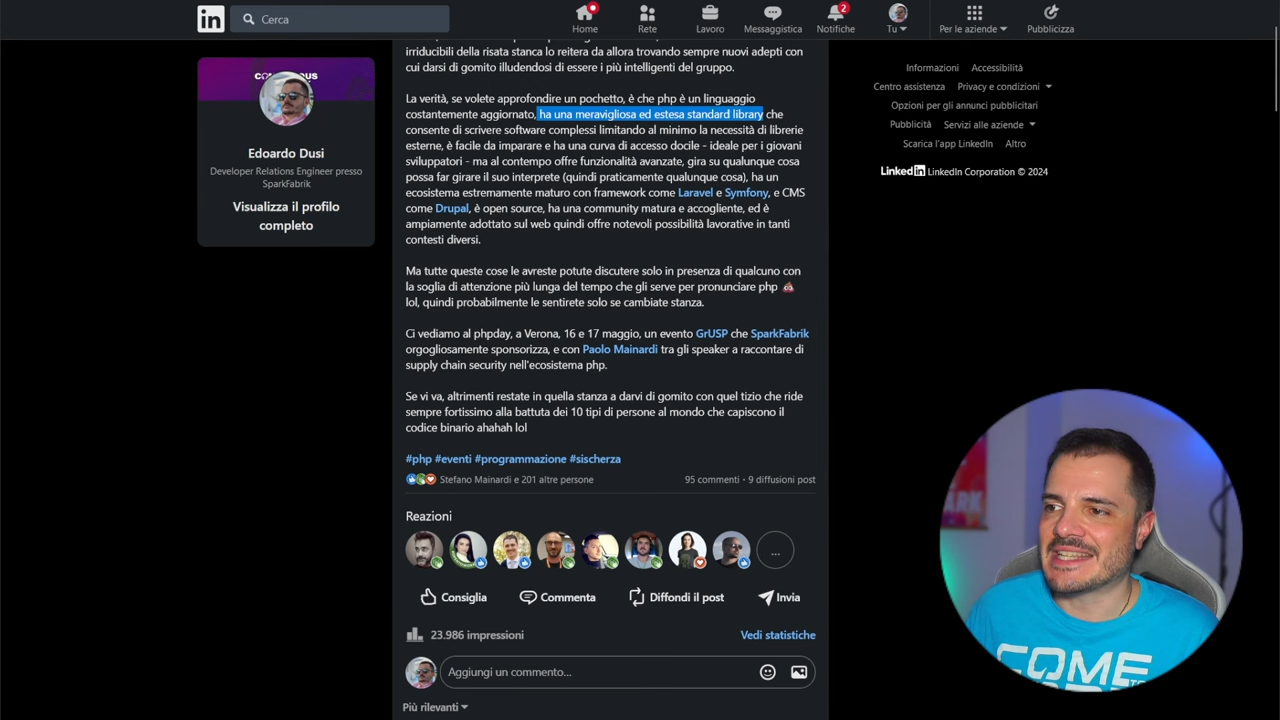 in
Cerca
Home
Rete
Lavoro
Messaggistica
2
Notifiche
Tu
Per le aziende
Pubblicizza
Edoardo Dusi
Developer Relations Engineer presso
SparkFabrik
Visualizza il profilo
completo
irriducibili della risata stanca lo reitera da allora trovando sempre nuovi adepti con
cui darsi di gomito illudendosi di essere i più intelligenti del gruppo.
La verità, se volete approfondire un pochetto, è che php è un linguaggio
costantemente aggiornato, ha una meravigliosa ed estesa standard library che
consente di scrivere software complessi limitando al minimo la necessità di librerie
esterne, è facile da imparare e ha una curva di accesso docile - ideale per i giovani
sviluppatori - ma al contempo offre funzionalità avanzate, gira su qualunque cosa
possa far girare il suo interprete (quindi praticamente qualunque cosa), ha un
ecosistema estremamente maturo con framework come Laravel e Symfony, e CMS
come Drupal, è open source, ha una community matura e accogliente, ed è
ampiamente adottato sul web quindi offre notevoli possibilità lavorative in tanti
contesti diversi.
Ma tutte queste cose le avreste potute discutere solo in presenza di qualcuno con
la soglia di attenzione più lunga del tempo che gli serve per pronunciare php 💩
lol, quindi probabilmente le sentirete solo se cambiate stanza.
Ci vediamo al phpday, a Verona, 16 e 17 maggio, un evento GrUSP che SparkFabrik
orgogliosamente sponsorizza, e con Paolo Mainardi tra gli speaker a raccontare di
supply chain security nell'ecosistema php.
Se vi va, altrimenti restate in quella stanza a darvi di gomito con quel tizio che ride
sempre fortissimo alla battuta dei 10 tipi di persone al mondo che capiscono il
codice binario ahahah lol
#php #eventi #programmazione #sischerza
Stefano Mainardi e 201 altre persone
95 commenti • 9 diffusioni post
Reazioni
...
Consiglia
Commenta
Diffondi il post
Invia
23.986 impressioni
Vedi statistiche
Aggiungi un commento...
Più rilevanti
Informazioni
Accessibilità
Centro assistenza
Privacy e condizioni
Opzioni per gli annunci pubblicitari
Pubblicità
Servizi alle aziende
Scarica l'app LinkedIn
Altro
LinkedIn LinkedIn Corporation © 2024
COME